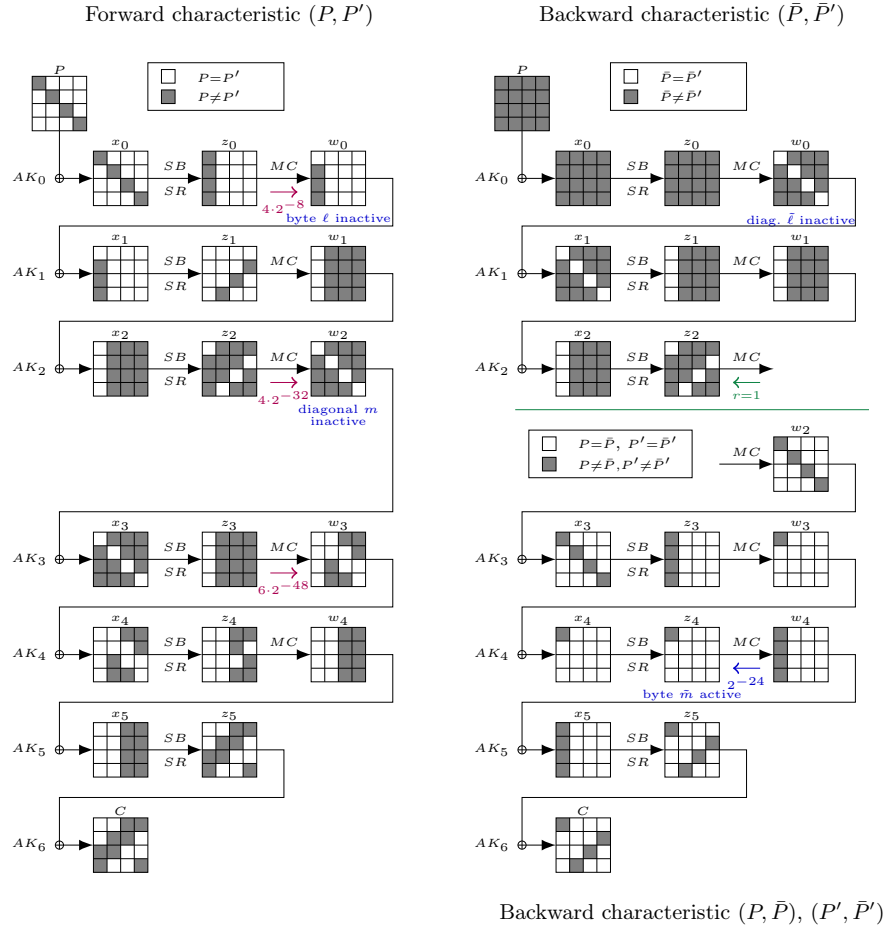 Forward characteristic (P, P′)
P
P=P′
P≠P′
x₀ z₀ w₀
AK₀ SB SR MC
4·2⁻⁸
byte ℓ inactive
x₁ z₁ w₁
AK₁ SB SR MC
x₂ z₂ w₂
AK₂ SB SR MC
4·2⁻³²
diagonal m
inactive
x₃ z₃ w₃
AK₃ SB SR MC
6·2⁻⁴⁸
x₄ z₄ w₄
AK₄ SB SR MC
x₅ z₅
AK₅ SB SR
C
AK₆
Backward characteristic (P̄, P̄′)
P
P̄=P̄′
P̄≠P̄′
x₀ z₀ w₀
AK₀ SB SR MC
diag. ℓ̄ inactive
x₁ z₁ w₁
AK₁ SB SR MC
x₂ z₂
AK₂ SB SR MC
r=1
P=P̄, P′=P̄′
P≠P̄,P′≠P̄′
MC w₂
x₃ z₃ w₃
AK₃ SB SR MC
x₄ z₄ w₄
AK₄ SB SR MC
2⁻²⁴
byte m̄ active
x₅ z₅
AK₅ SB SR
C
AK₆
Backward characteristic (P, P̄), (P′, P̄′)